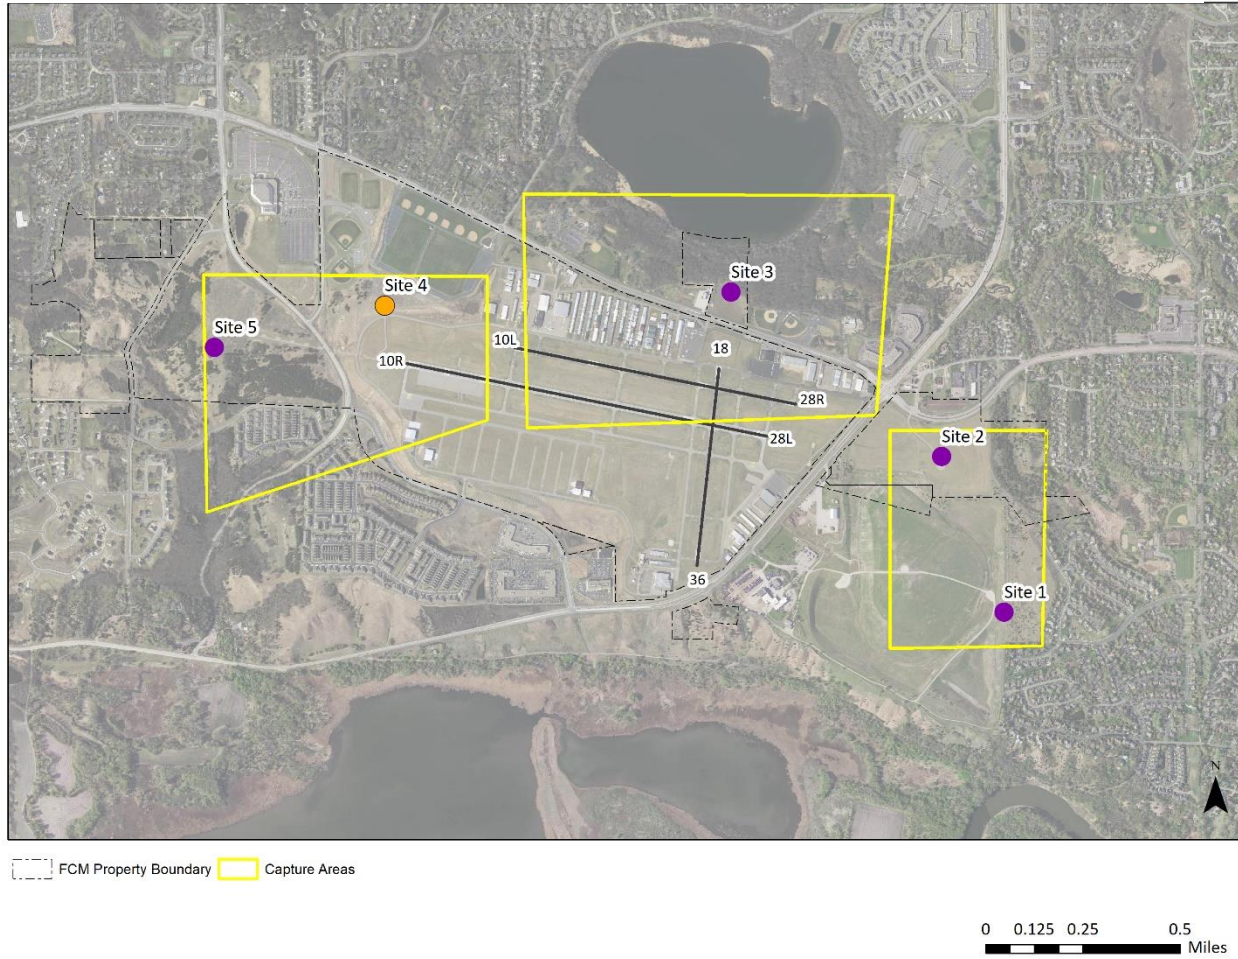 Site 4
Site 3
Site 5
10L
10R
18
28R
28L
Site 2
36
Site 1
N
FCM Property Boundary
Capture Areas
0 0.125 0.25 0.5
Miles